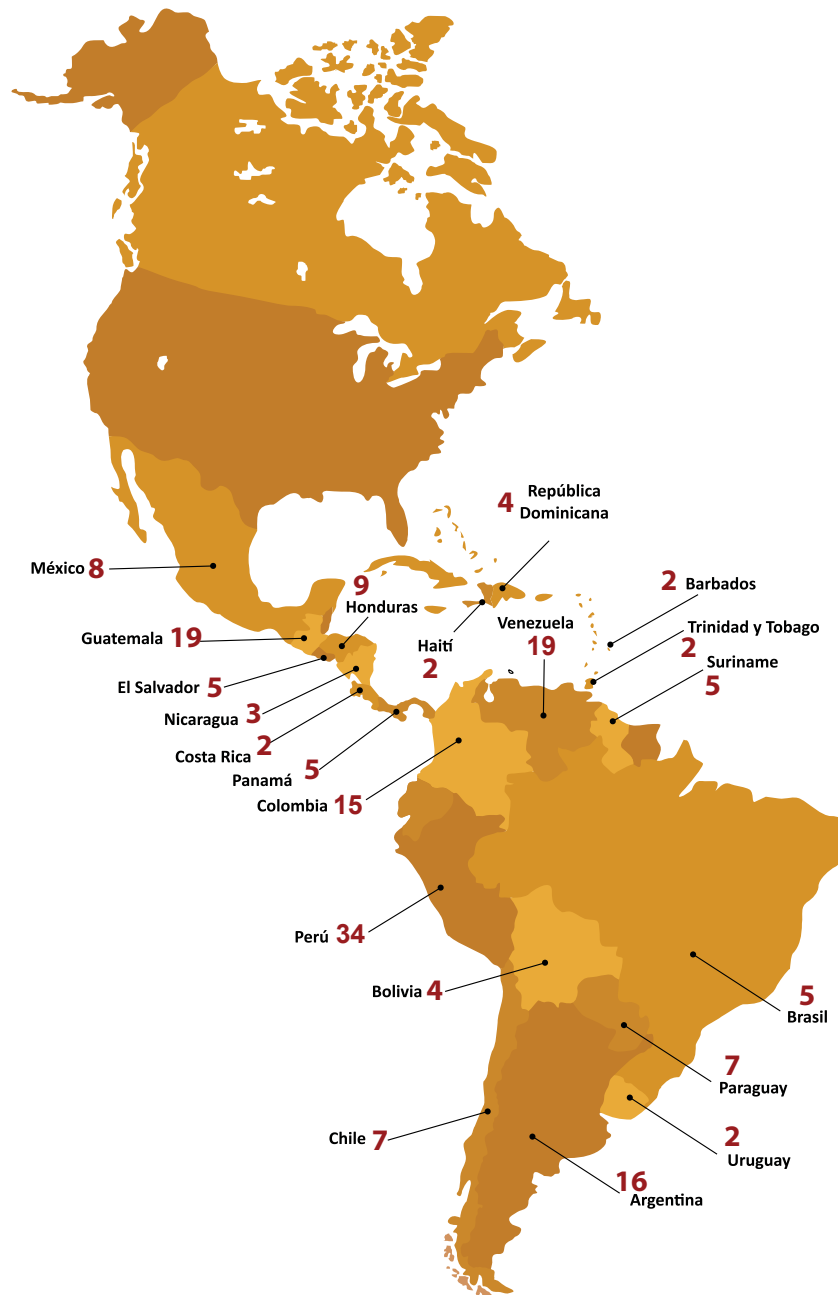 4 República
Dominicana
México 8
9
Honduras
2 Barbados
Guatemala 19
Haití
2
Venezuela
19
Trinidad y Tobago
2
Suriname
5
El Salvador 5
Nicaragua 3
Costa Rica 2
Panamá 5
Colombia 15
Perú 34
Bolivia 4
5
Brasil
7
Paraguay
Chile 7
2
Uruguay
16
Argentina